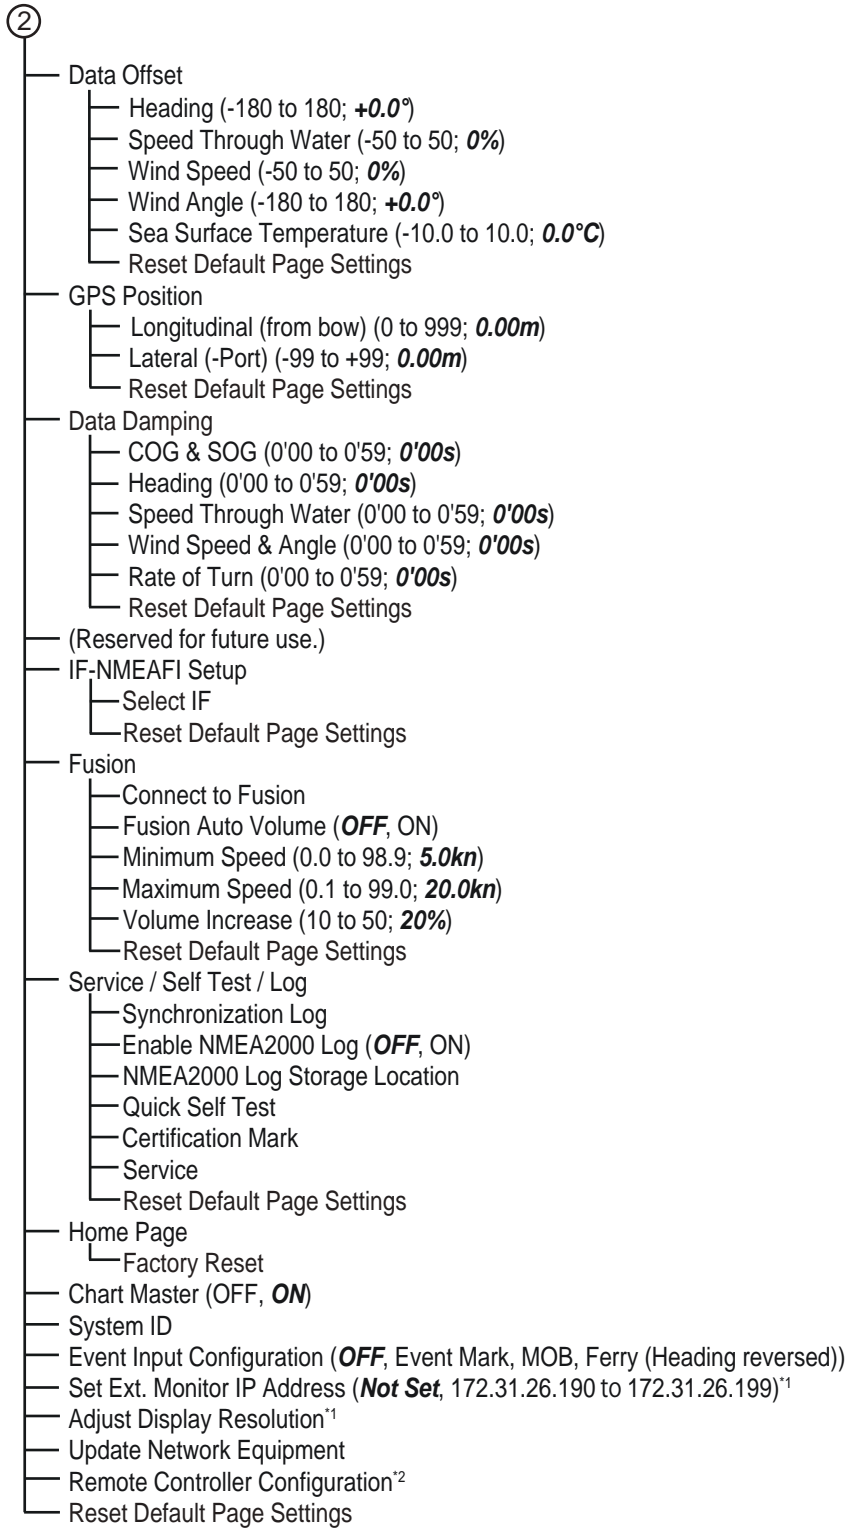 2
Data Offset
Heading (-180 to 180; +0.0°)
Speed Through Water (-50 to 50; 0%)
Wind Speed (-50 to 50; 0%)
Wind Angle (-180 to 180; +0.0°)
Sea Surface Temperature (-10.0 to 10.0; 0.0°C)
Reset Default Page Settings
GPS Position
Longitudinal (from bow) (0 to 999; 0.00m)
Lateral (-Port) (-99 to +99; 0.00m)
Reset Default Page Settings
Data Damping
COG & SOG (0'00 to 0'59; 0'00s)
Heading (0'00 to 0'59; 0'00s)
Speed Through Water (0'00 to 0'59; 0'00s)
Wind Speed & Angle (0'00 to 0'59; 0'00s)
Rate of Turn (0'00 to 0'59; 0'00s)
Reset Default Page Settings
(Reserved for future use.)
IF-NMEAFI Setup
Select IF
Reset Default Page Settings
Fusion
Connect to Fusion
Fusion Auto Volume (OFF, ON)
Minimum Speed (0.0 to 98.9; 5.0kn)
Maximum Speed (0.1 to 99.0; 20.0kn)
Volume Increase (10 to 50; 20%)
Reset Default Page Settings
Service / Self Test / Log
Synchronization Log
Enable NMEA2000 Log (OFF, ON)
NMEA2000 Log Storage Location
Quick Self Test
Certification Mark
Service
Reset Default Page Settings
Home Page
Factory Reset
Chart Master (OFF, ON)
System ID
Event Input Configuration (OFF, Event Mark, MOB, Ferry (Heading reversed))
Set Ext. Monitor IP Address (Not Set, 172.31.26.190 to 172.31.26.199)*1
Adjust Display Resolution*1
Update Network Equipment
Remote Controller Configuration*2
Reset Default Page Settings